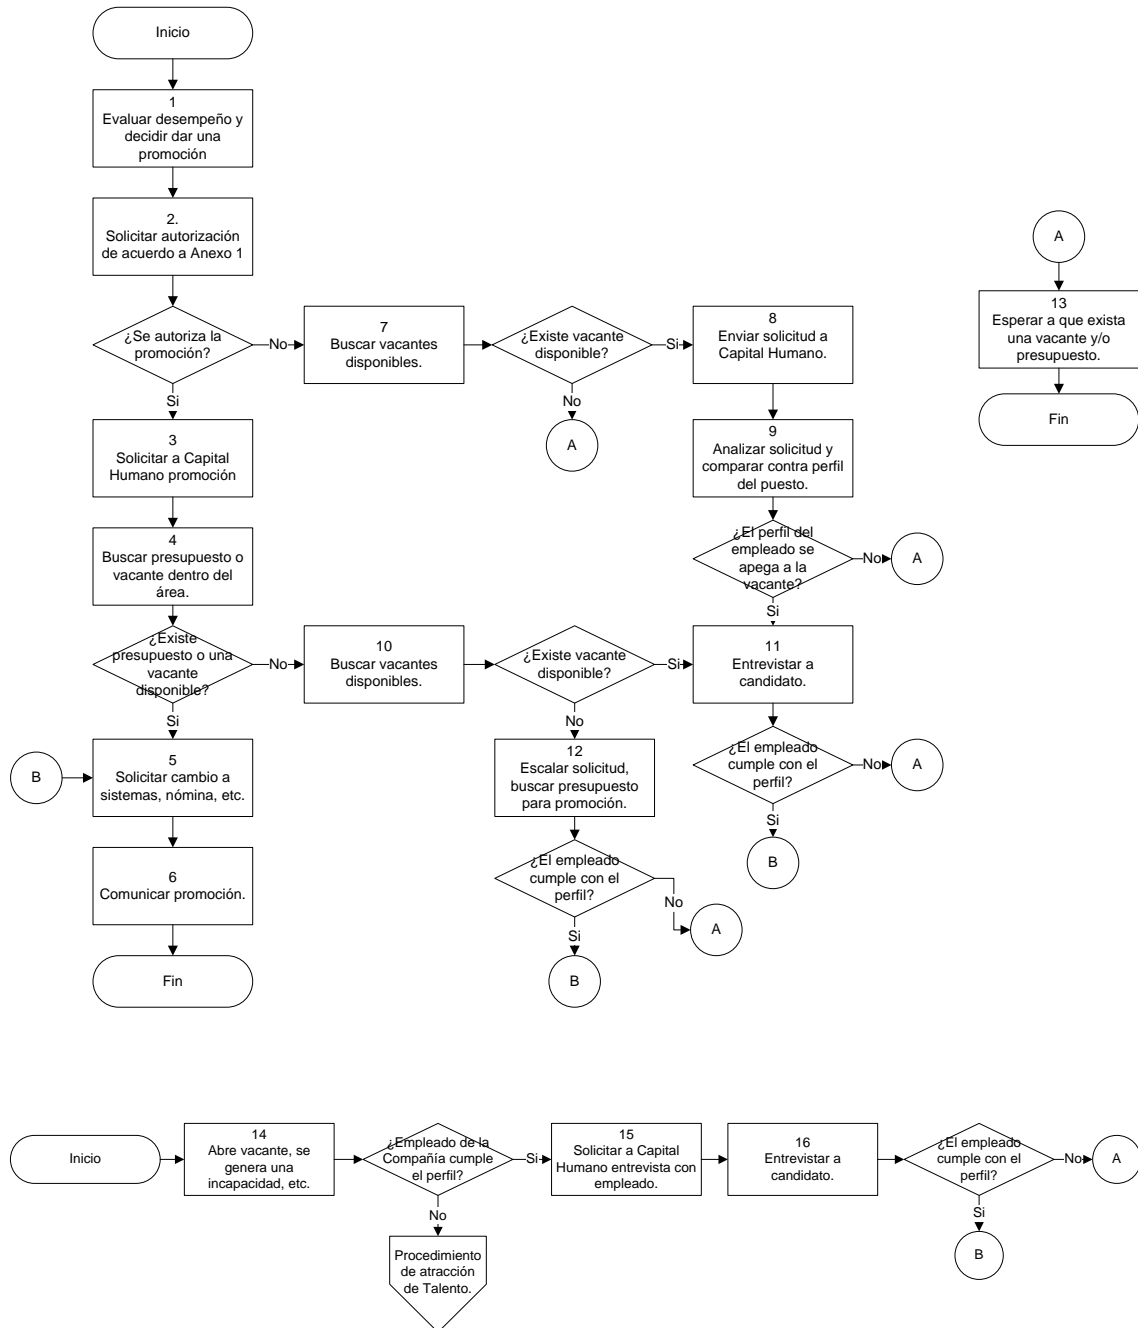 Inicio
1
Evaluar desempeño y
decidir dar una
promoción
2.
Solicitar autorización
de acuerdo a Anexo 1
¿Se autoriza la
promoción?
No
7
Buscar vacantes
disponibles.
¿Existe vacante
disponible?
Si
8
Enviar solicitud a
Capital Humano.
A
13
Esperar a que exista
una vacante y/o
presupuesto.
Fin
Si
No
A
3
Solicitar a Capital
Humano promoción
9
Analizar solicitud y
comparar contra perfil
del puesto.
4
Buscar presupuesto o
vacante dentro del
área.
¿El perfil del
empleado se
apega a la
vacante?
No
A
Si
¿Existe
presupuesto o una
vacante
disponible?
No
10
Buscar vacantes
disponibles.
¿Existe vacante
disponible?
Si
11
Entrevistar a
candidato.
Si
No
B
5
Solicitar cambio a
sistemas, nómina, etc.
12
Escalar solicitud,
buscar presupuesto
para promoción.
¿El empleado
cumple con el
perfil?
No
A
Si
B
6
Comunicar promoción.
¿El empleado
cumple con el
perfil?
No
A
Si
B
Fin
Inicio
14
Abre vacante, se
genera una
incapacidad, etc.
¿Empleado de la
Compañía cumple
el perfil?
Si
15
Solicitar a Capital
Humano entrevista con
empleado.
16
Entrevistar a
candidato.
¿El empleado
cumple con el
perfil?
No
A
No
Si
Procedimiento
de atracción
de Talento.
B